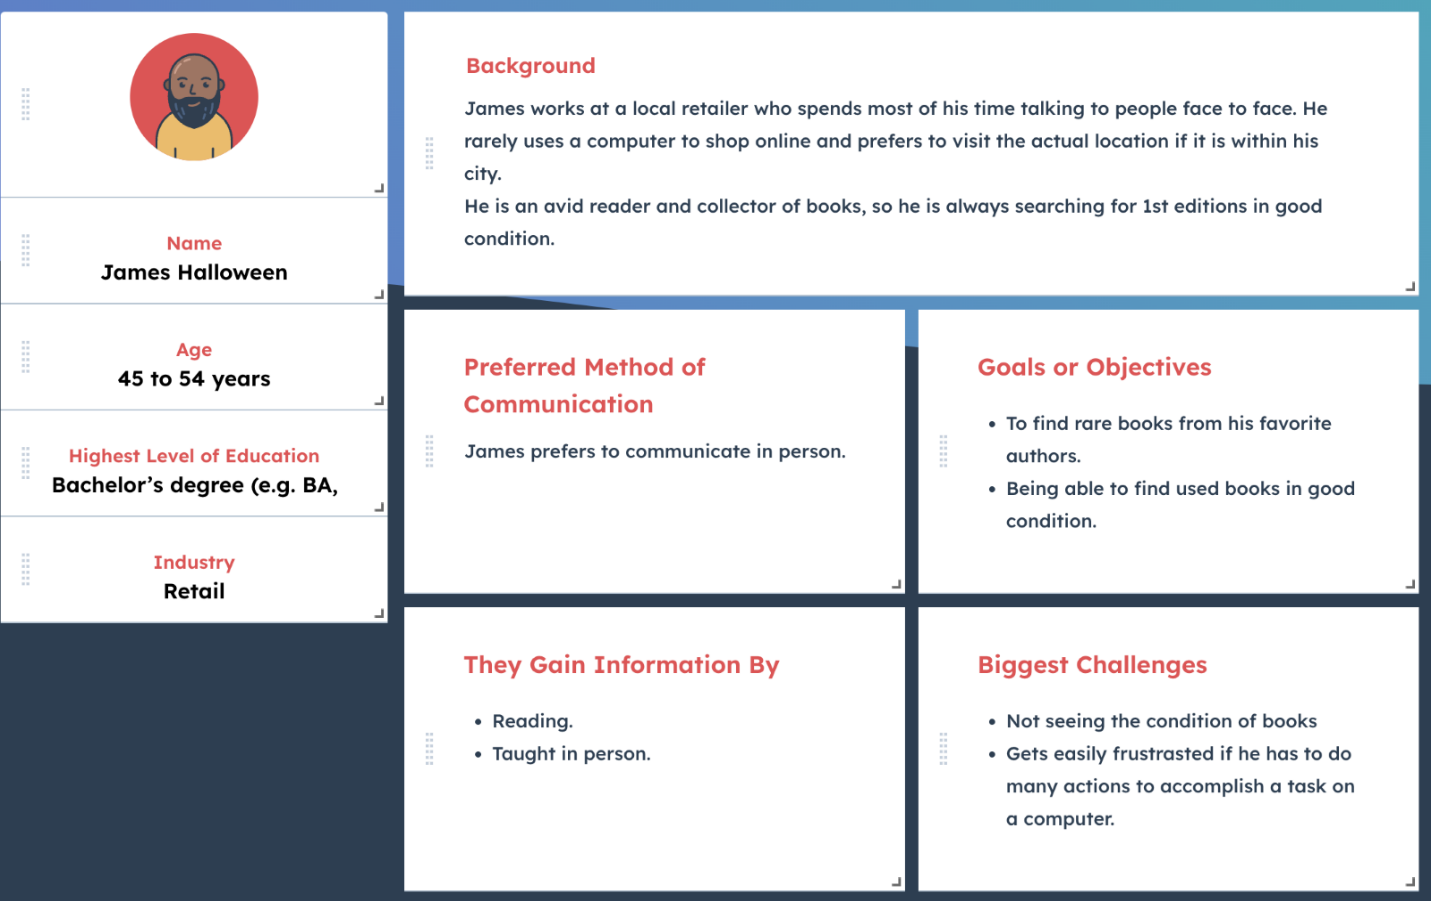 Name
James Halloween
Age
45 to 54 years
Highest Level of Education
Bachelor’s degree (e.g. BA,
Industry
Retail
Background
James works at a local retailer who spends most of his time talking to people face to face. He
rarely uses a computer to shop online and prefers to visit the actual location if it is within his
city.
He is an avid reader and collector of books, so he is always searching for 1st editions in good
condition.
Preferred Method of
Communication
James prefers to communicate in person.
Goals or Objectives
• To find rare books from his favorite
authors.
• Being able to find used books in good
condition.
They Gain Information By
• Reading.
• Taught in person.
Biggest Challenges
• Not seeing the condition of books
• Gets easily frustrasted if he has to do
many actions to accomplish a task on
a computer.